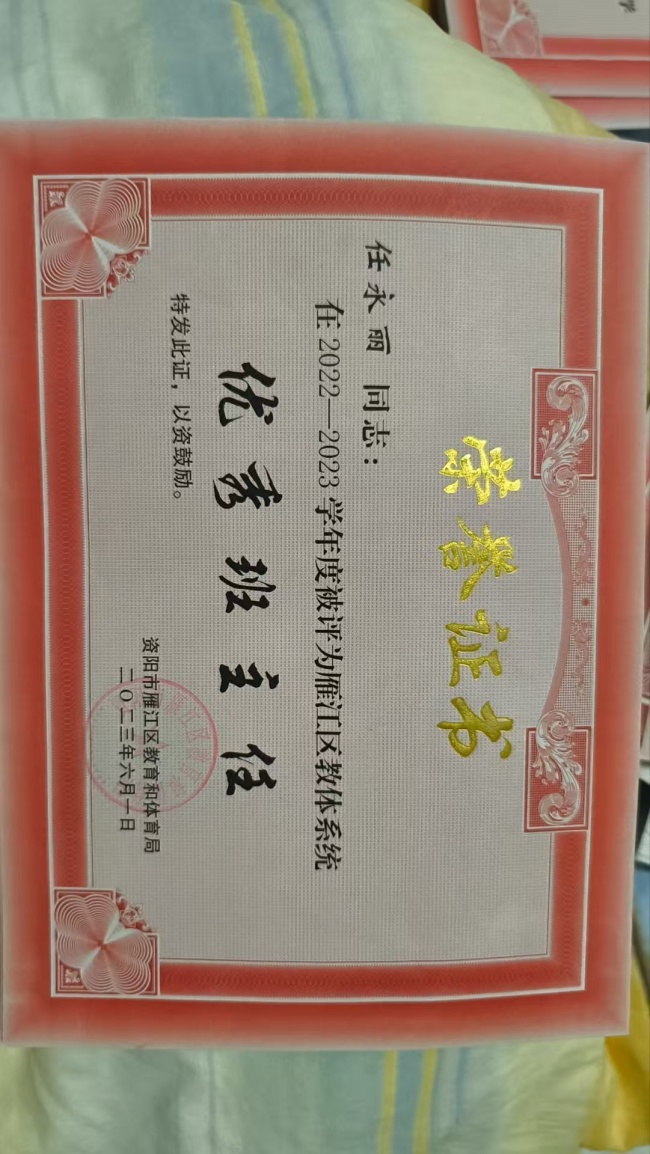 荣誉证书
任永丽 同志：
在2022—2023学年度被评为雁江区教体系统
优秀班主任
特发此证，以资鼓励。
资阳市雁江区教育和体育局
二〇二三年六月一日